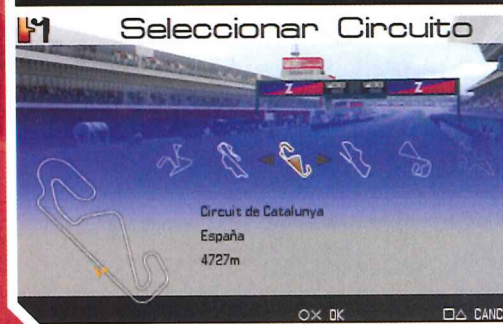 Seleccionar Circuito
Z Z
Circuit de Catalunya
España
4727m
○✕ OK □△ CANC